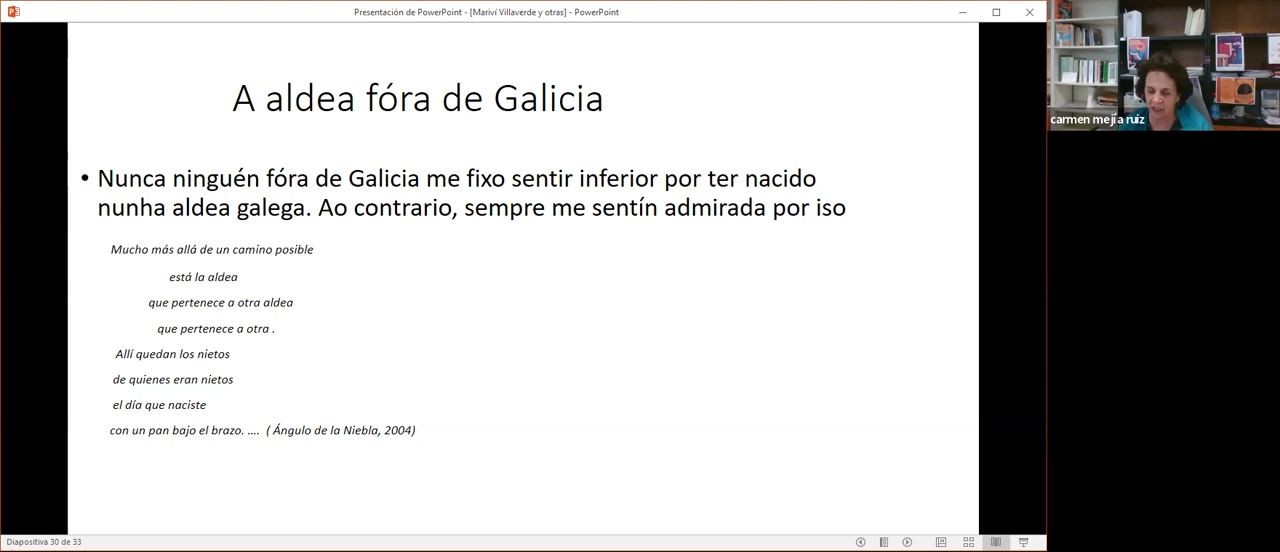 Presentación de PowerPoint - [Mariví Villaverde y otras] - PowerPoint
A aldea fóra de Galicia
• Nunca ninguén fóra de Galicia me fixo sentir inferior por ter nacido
nunha aldea galega. Ao contrario, sempre me sentín admirada por iso
Mucho más allá de un camino posible
está la aldea
que pertenece a otra aldea
que pertenece a otra .
Allí quedan los nietos
de quienes eran nietos
el día que naciste
con un pan bajo el brazo. .... ( Ángulo de la Niebla, 2004)
carmen mejía ruiz
Diapositiva 30 de 33